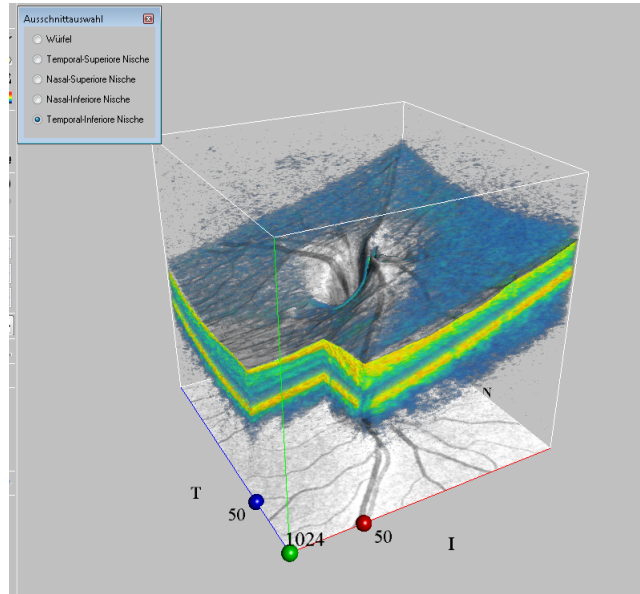 Ausschnittauswahl
Würfel
Temporal-Superiore Nische
Nasal-Superiore Nische
Nasal-Inferiore Nische
Temporal-Inferiore Nische
N
T
50
1024
50
I